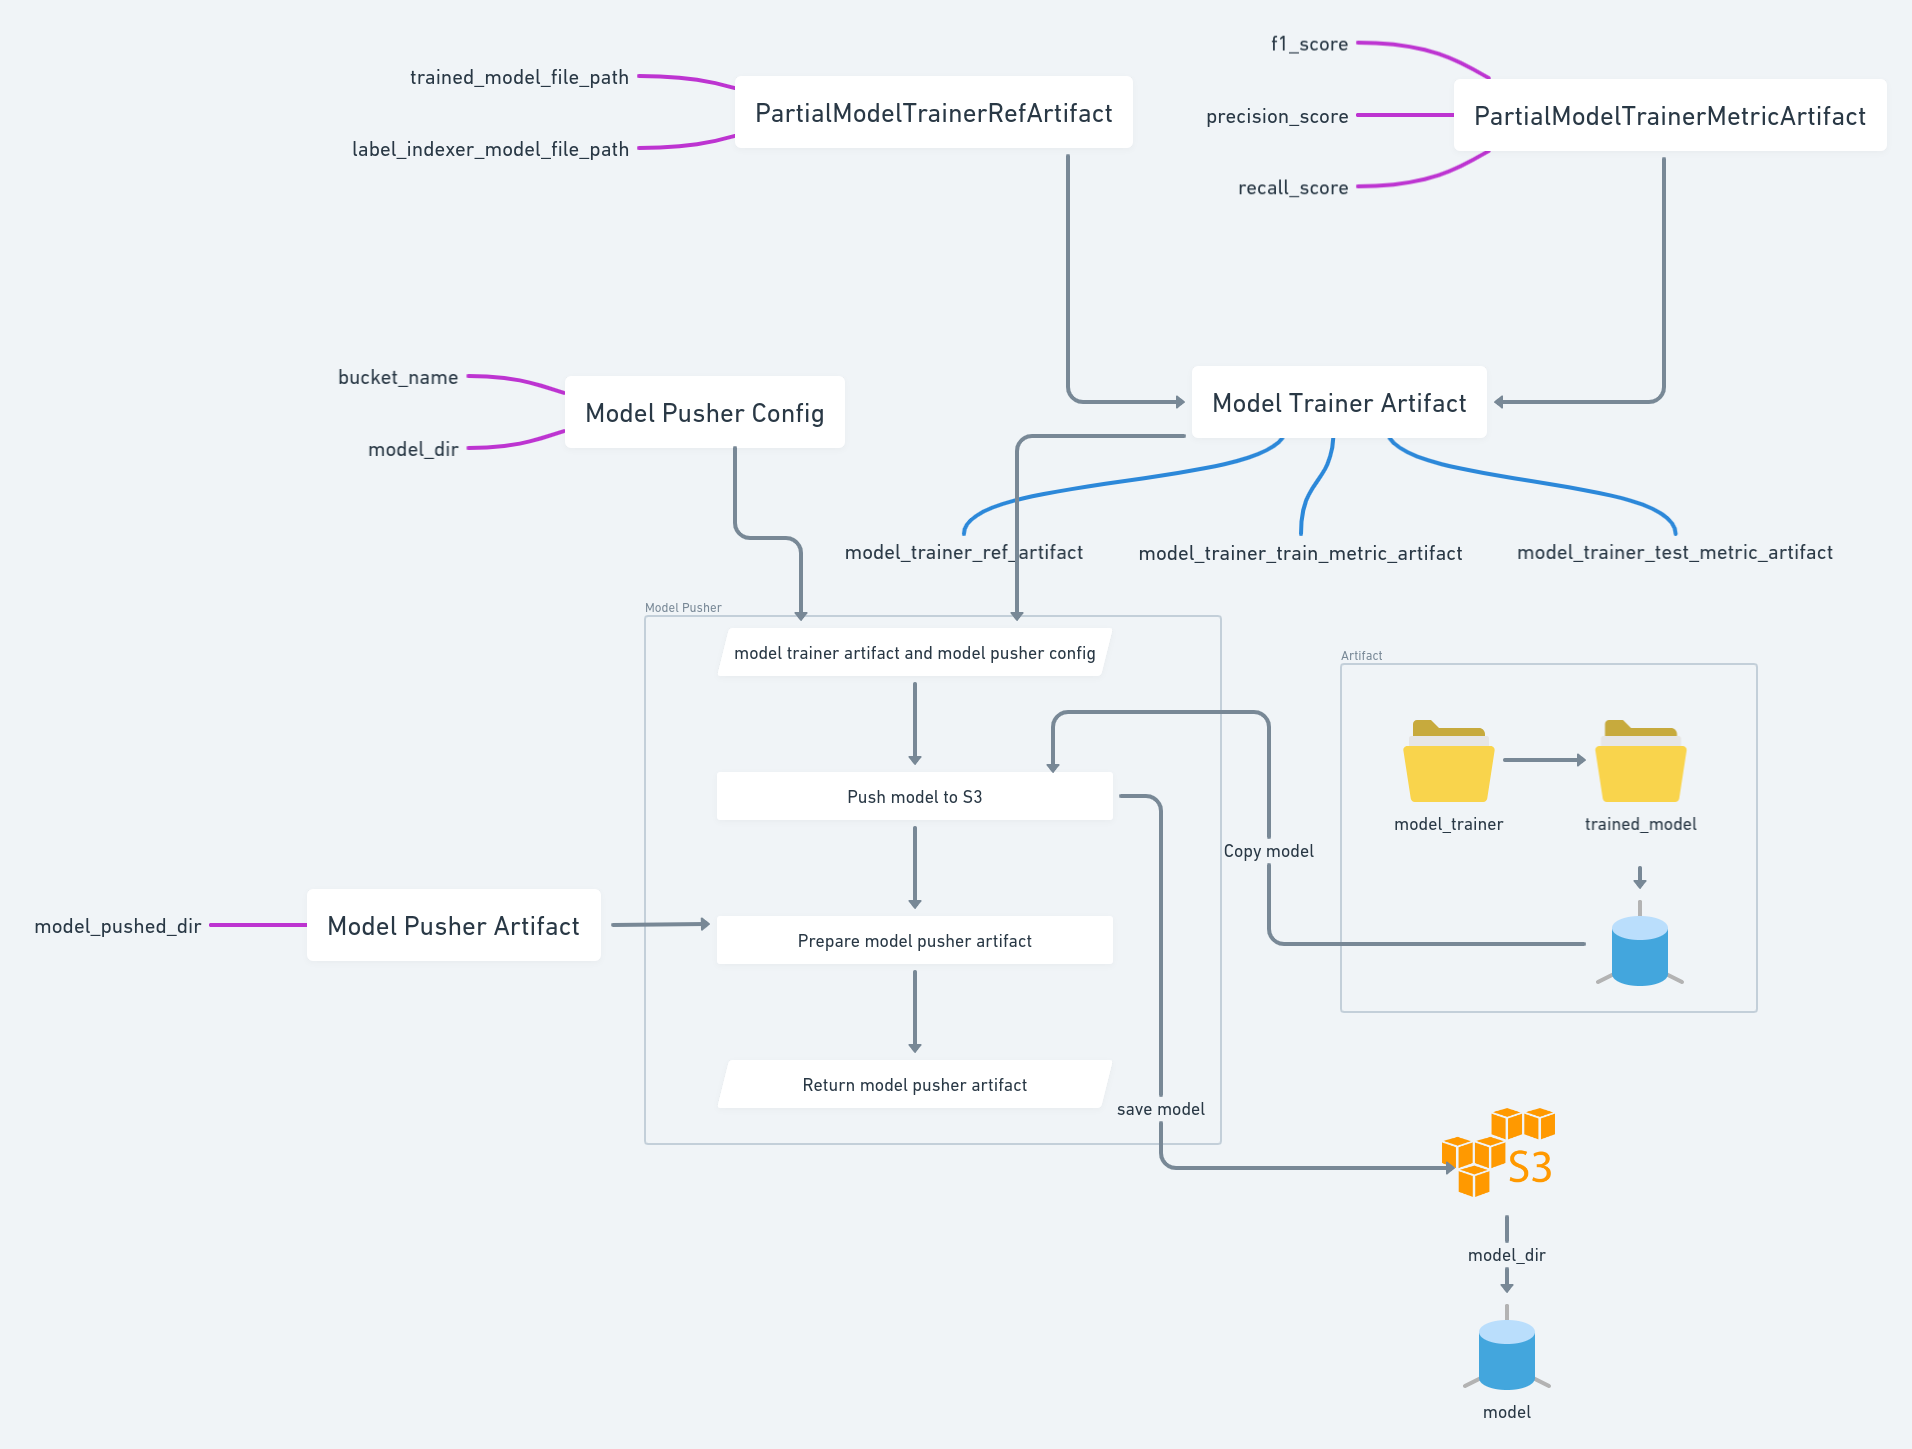 f1_score
trained_model_file_path
PartialModelTrainerRefArtifact
precision_score
PartialModelTrainerMetricArtifact
label_indexer_model_file_path
recall_score
bucket_name
Model Pusher Config
model_dir
Model Trainer Artifact
model_trainer_ref_artifact
model_trainer_train_metric_artifact
model_trainer_test_metric_artifact
Model Pusher
model trainer artifact and model pusher config
Push model to S3
Prepare model pusher artifact
Return model pusher artifact
Copy model
save model
model_pushed_dir
Model Pusher Artifact
Artifact
model_trainer
trained_model
S3
model_dir
model